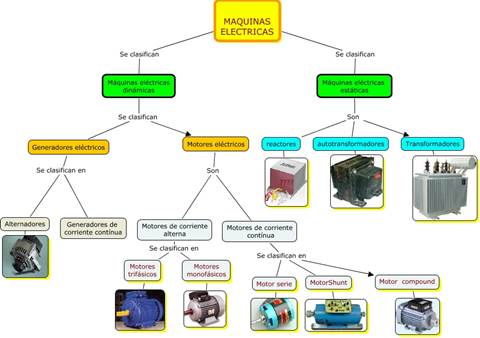 MAQUINAS
ELECTRICAS
Se clasifican
Se clasifican
Máquinas eléctricas
dinámicas
Máquinas eléctricas
estáticas
Se clasifican
Son
Generadores eléctricos
Motores eléctricos
reactores
autotransformadores
Transformadores
Se clasifican en
Son
Alternadores
Generadores de
corriente contínua
Motores de corriente
alterna
Motores de corriente
contínua
Se clasifican en
Se clasifican en
Motores
trifásicos
Motores
monofásicos
Motor serie
MotorShunt
Motor compound